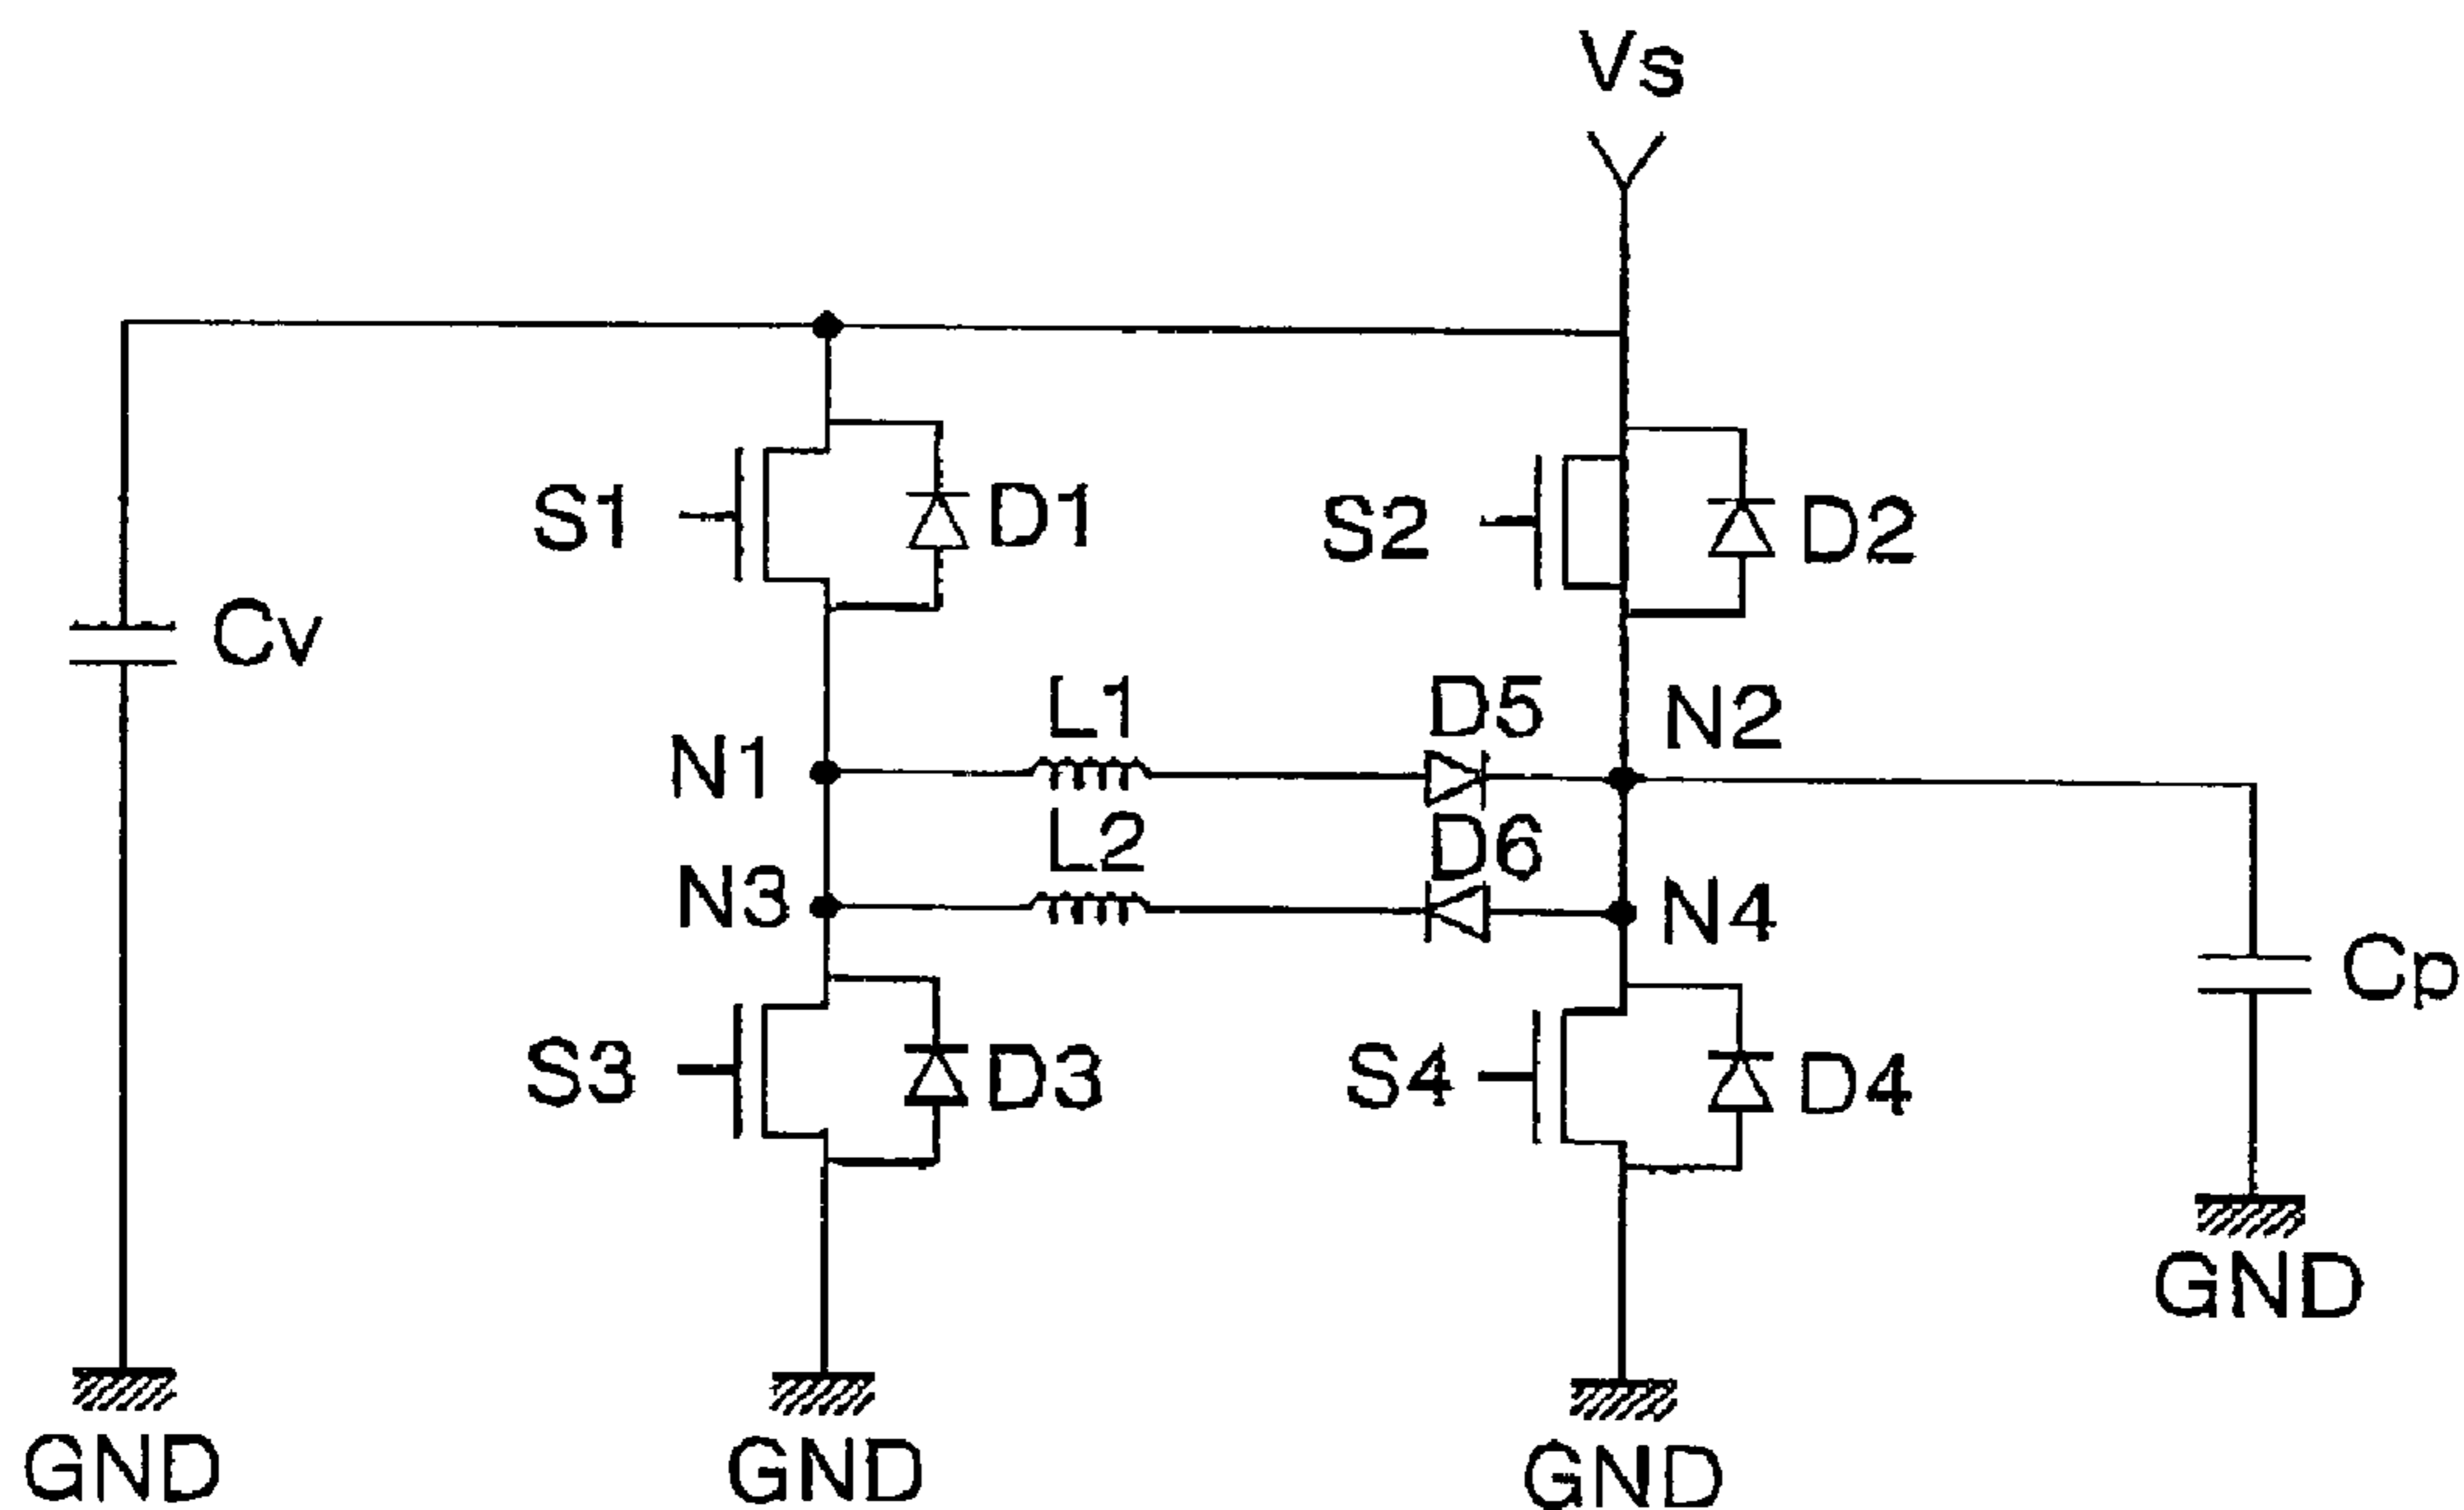 Vs
S1
D1
S2
D2
Cv
L1
D5
N2
N1
L2
D6
N3
N4
Cp
S3
D3
S4
D4
GND
GND
GND
GND